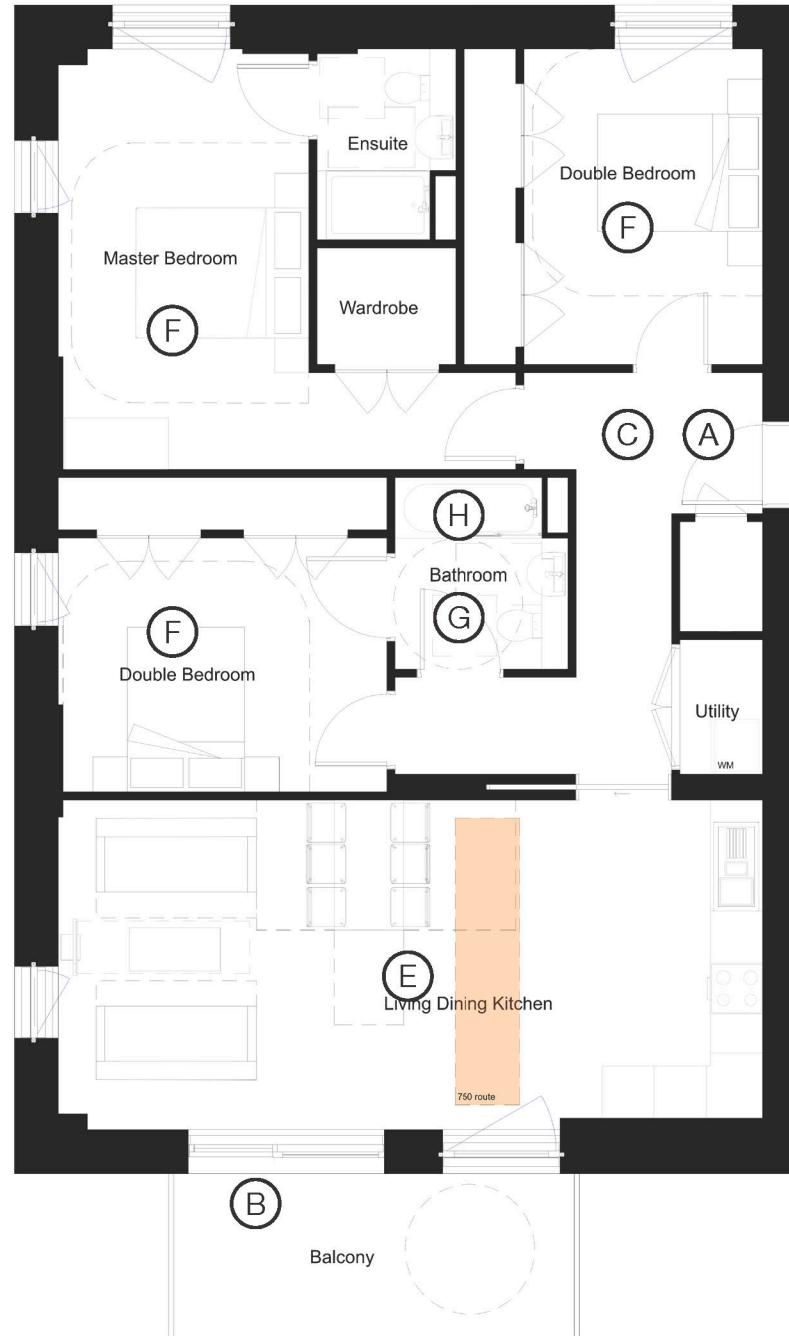 Ensuite
Double Bedroom
F
Master Bedroom
F
Wardrobe
C
A
H
Bathroom
G
F
Double Bedroom
Utility
WM
E
Living Dining Kitchen
750 route
B
Balcony